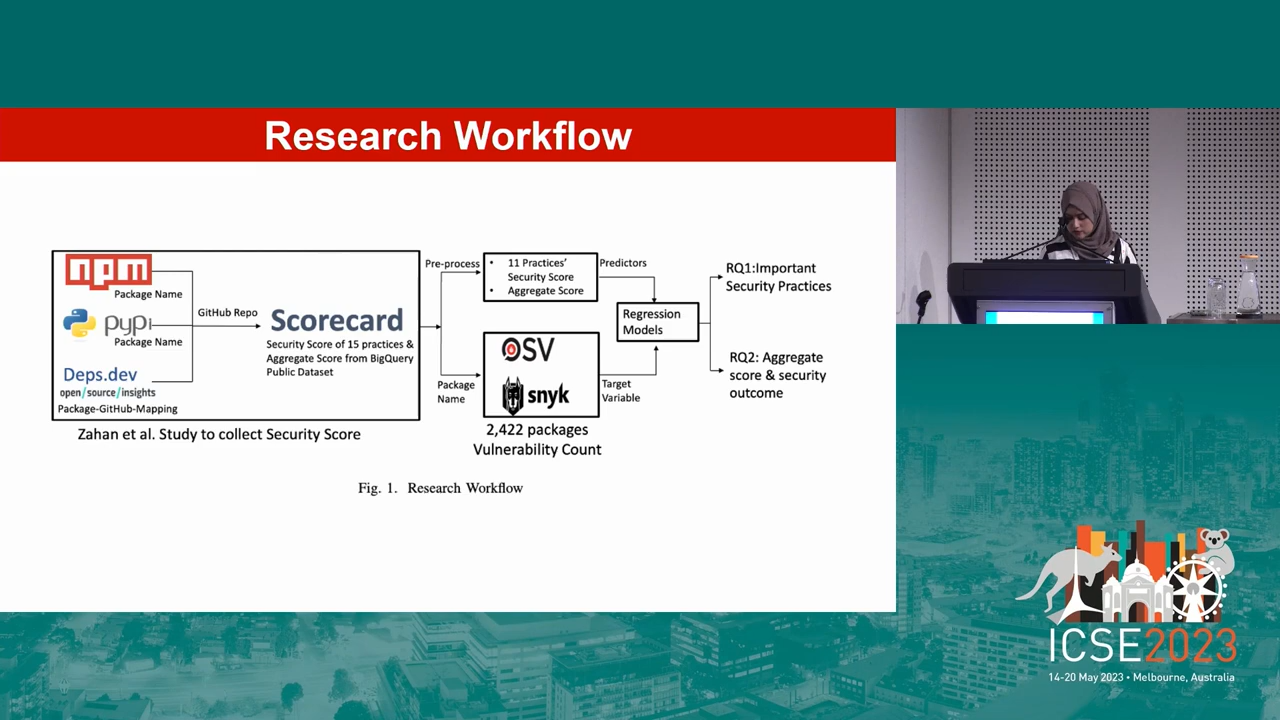 Research Workflow
npm
Package Name
pypi
Package Name
Deps.dev
open/source/insights
Package-GitHub-Mapping
GitHub Repo
Scorecard
Security Score of 15 practices &
Aggregate Score from BigQuery
Public Dataset
Zahan et al. Study to collect Security Score
Pre-process
• 11 Practices’
Security Score
• Aggregate Score
Predictors
Package
Name
OSV
snyk
Target
Variable
2,422 packages
Vulnerability Count
Regression
Models
RQ1:Important
Security Practices
RQ2: Aggregate
score & security
outcome
Fig. 1. Research Workflow
ICSE2023
14-20 May 2023 • Melbourne, Australia